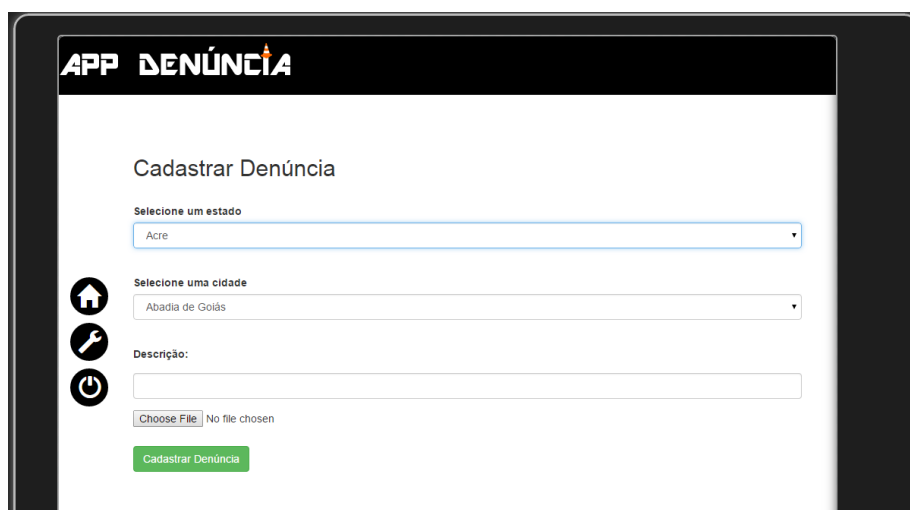 APP DENÚNCIA
Cadastrar Denúncia
Selecione um estado
Acre
Selecione uma cidade
Abadia de Goiás
Descrição:
Choose File No file chosen
Cadastrar Denúncia